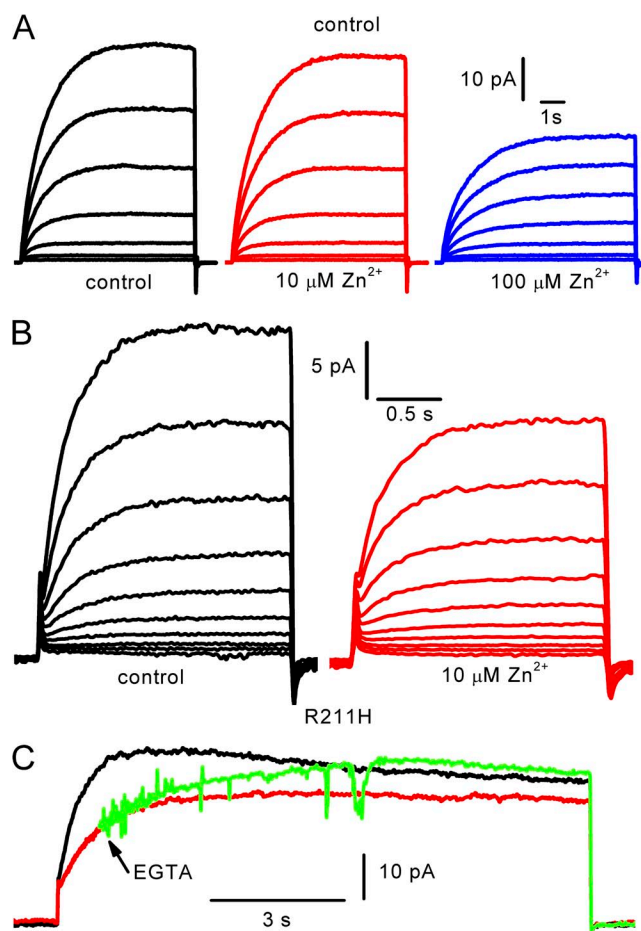 A
control
10 pA
1s
control
10 μM Zn²⁺
100 μM Zn²⁺
B
5 pA
0.5 s
control
10 μM Zn²⁺
R211H
C
EGTA
10 pA
3 s